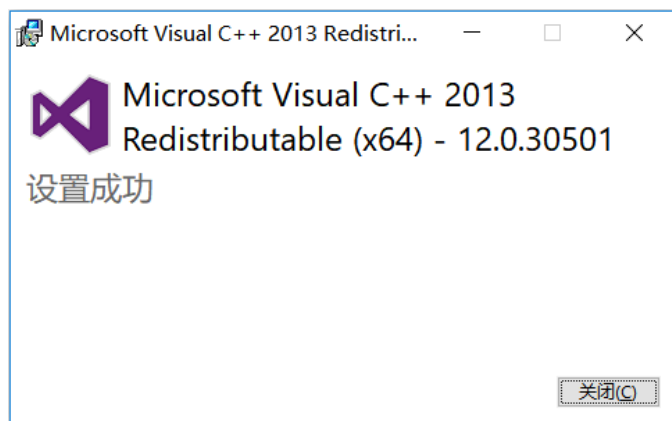 Microsoft Visual C++ 2013 Redistri...
Microsoft Visual C++ 2013
Redistributable (x64) - 12.0.30501
设置成功
关闭(C)